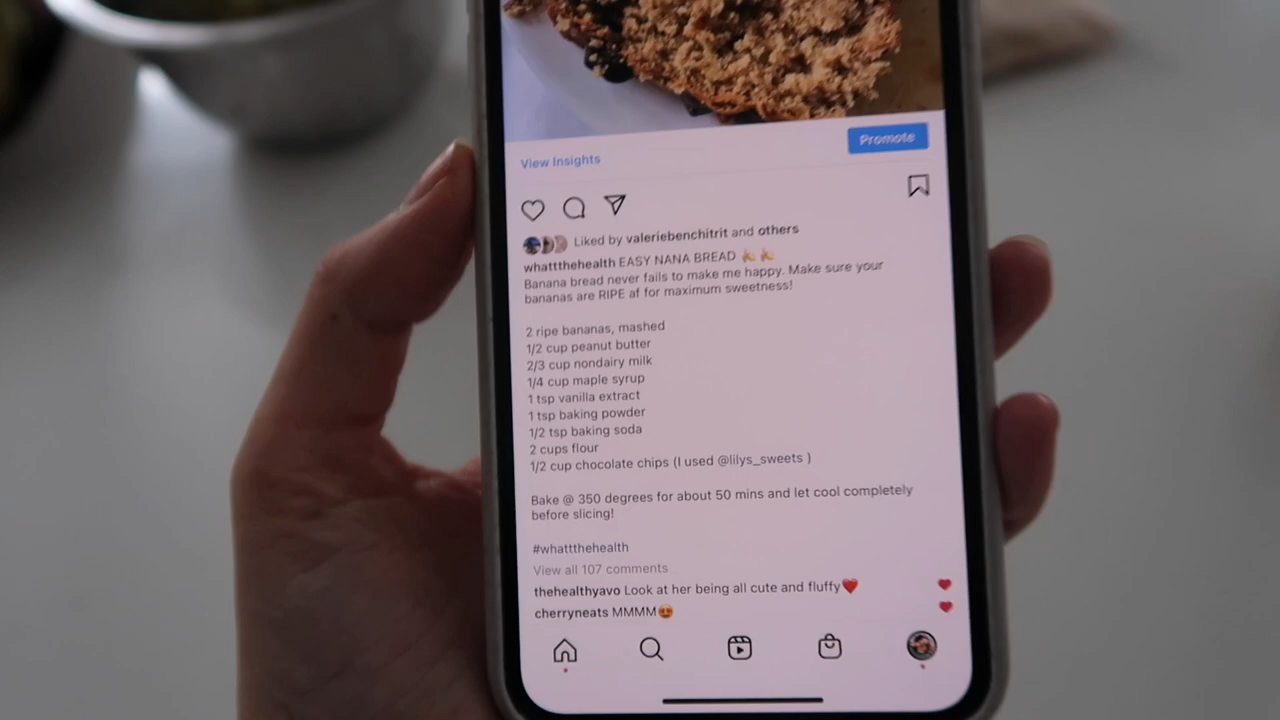 View Insights
Promote
Liked by valeriebenchitrit and others
whattthehealth EASY NANA BREAD 🍌🍌
Banana bread never fails to make me happy. Make sure your
bananas are RIPE af for maximum sweetness!
2 ripe bananas, mashed
1/2 cup peanut butter
2/3 cup nondairy milk
1/4 cup maple syrup
1 tsp vanilla extract
1 tsp baking powder
1/2 tsp baking soda
2 cups flour
1/2 cup chocolate chips (I used @lilys_sweets )
Bake @ 350 degrees for about 50 mins and let cool completely
before slicing!
#whattthehealth
View all 107 comments
thehealthyavo Look at her being all cute and fluffy❤️
cherryneats MMMM😍